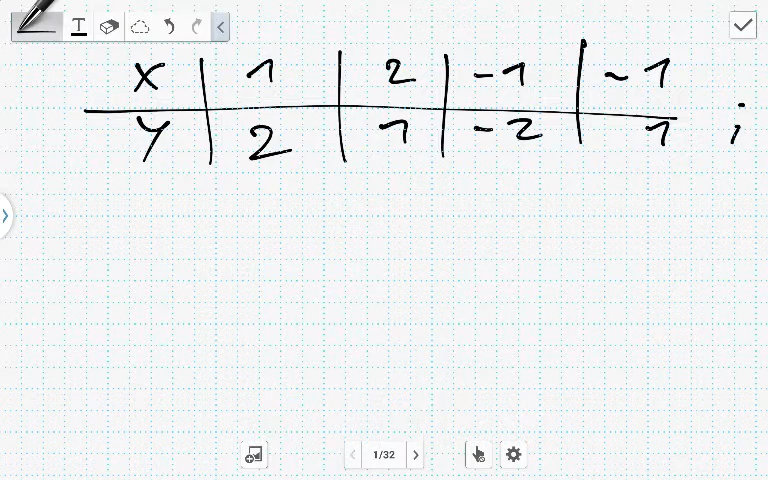 T
x | 1 | 2 | -1 | -1
y | 2 | 1 | -2 | 1 ;
1/32